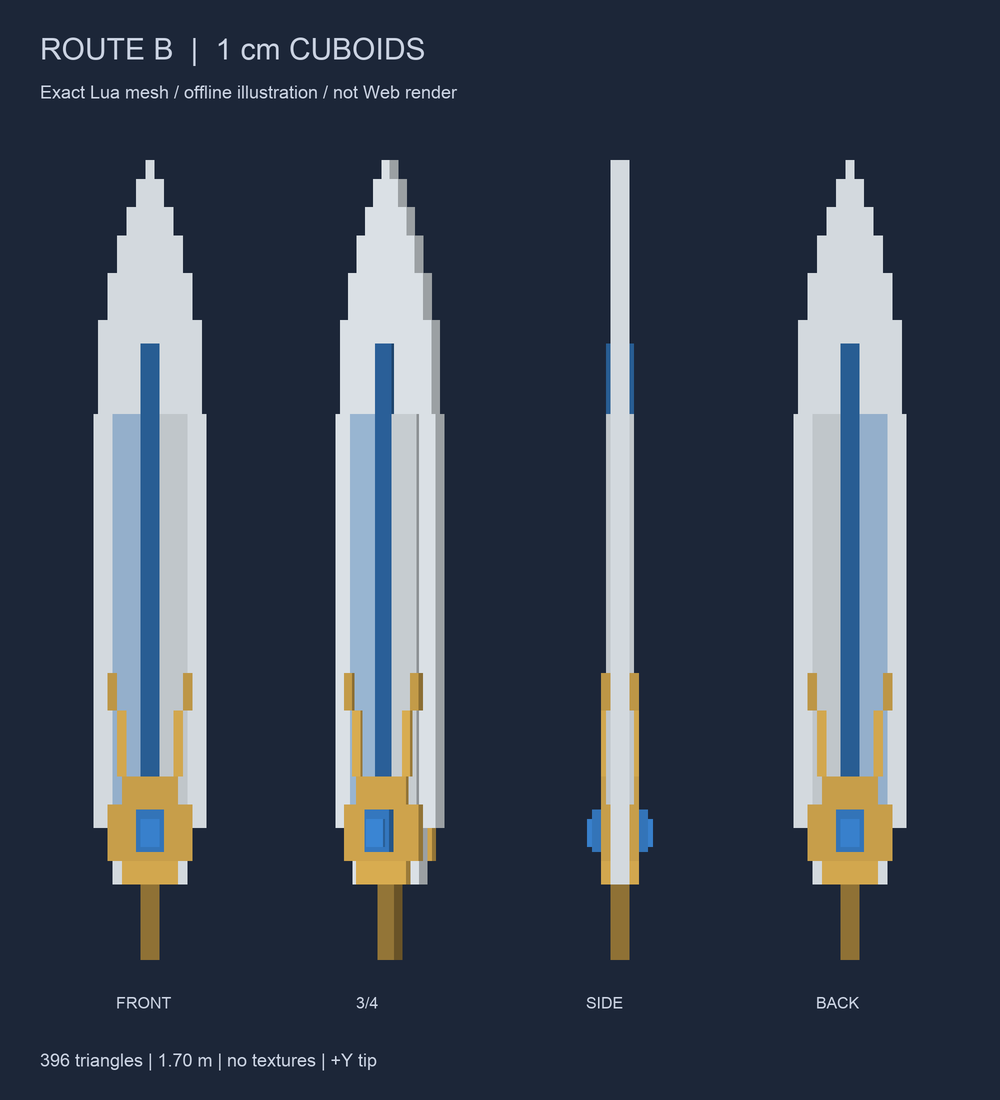 ROUTE B | 1 cm CUBOIDS
Exact Lua mesh / offline illustration / not Web render
FRONT 3/4 SIDE BACK
396 triangles | 1.70 m | no textures | +Y tip